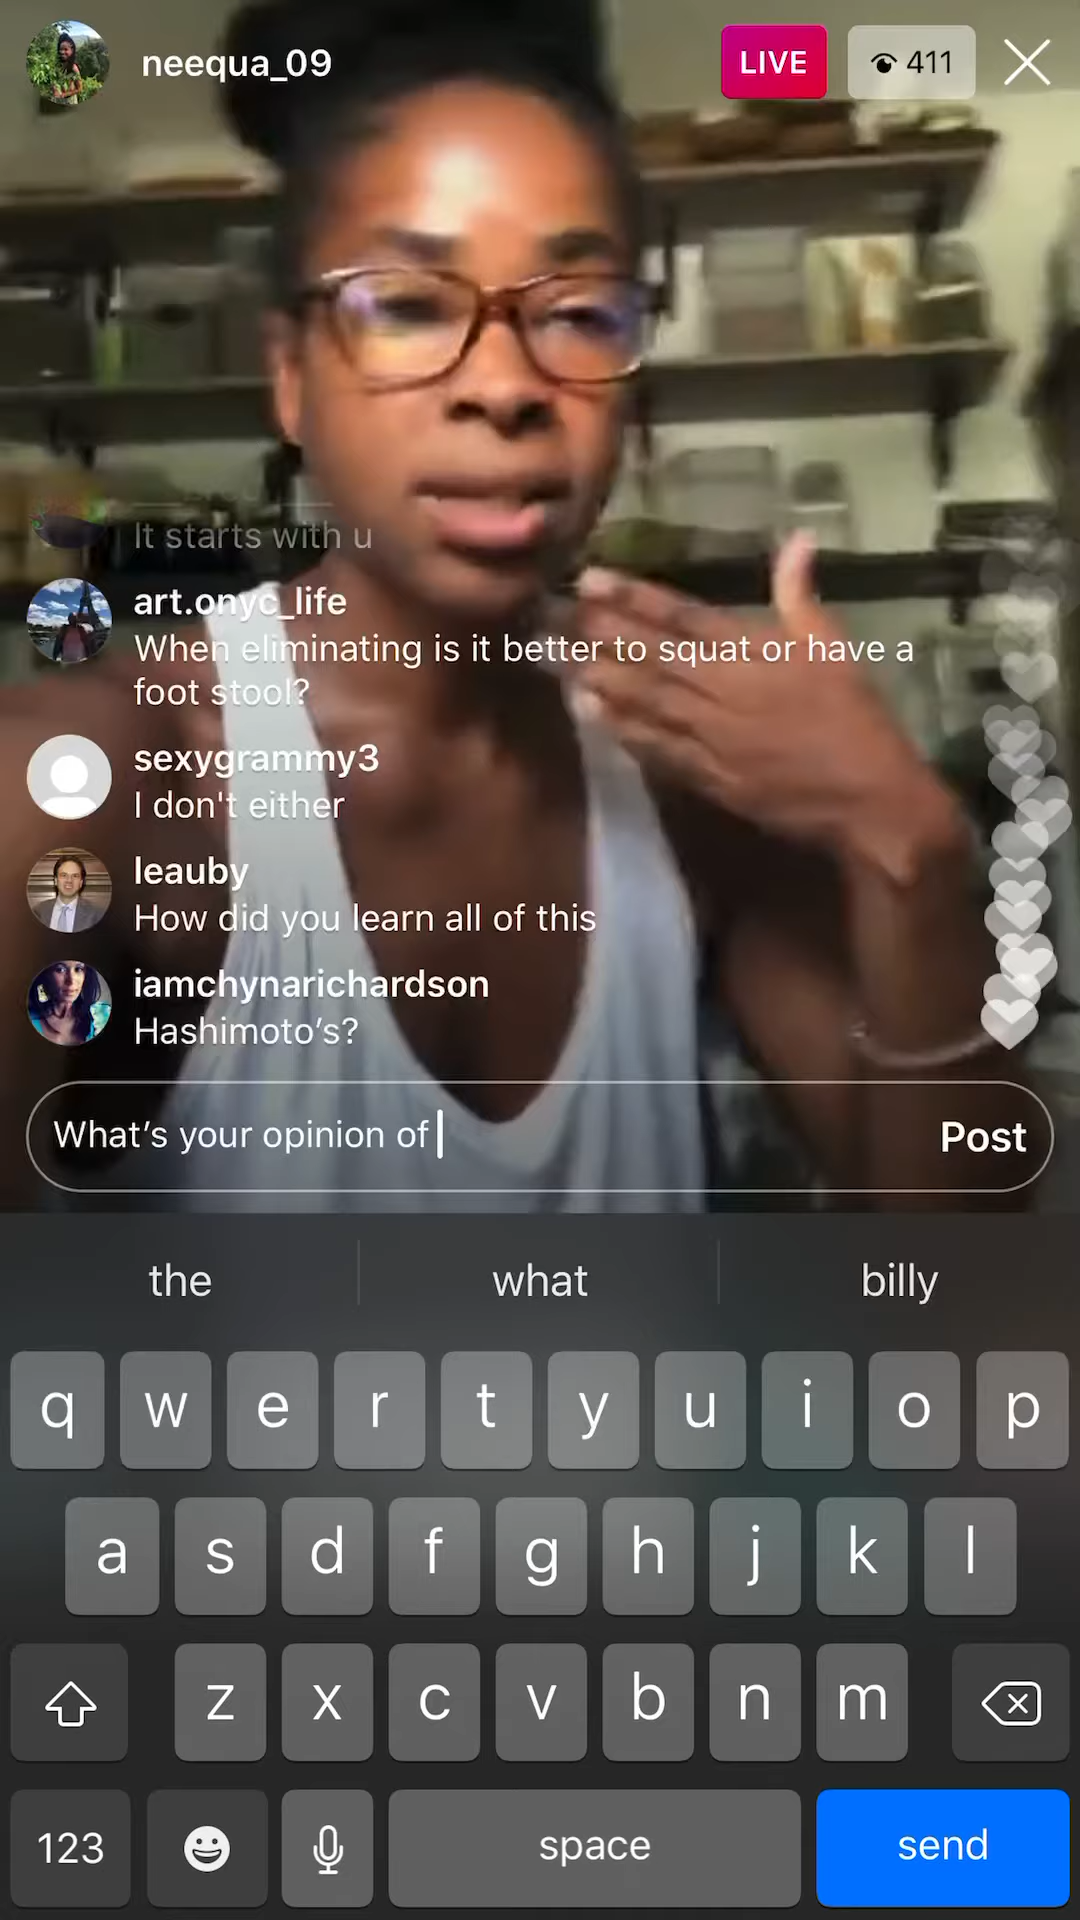 neequa_09
LIVE
411
It starts with u
art.onyc_life
When eliminating is it better to squat or have a
foot stool?
sexygrammy3
I don't either
leauby
How did you learn all of this
iamchynarichardson
Hashimoto’s?
What’s your opinion of
Post
the what billy
q w e r t y u i o p
a s d f g h j k l
z x c v b n m
123 space send